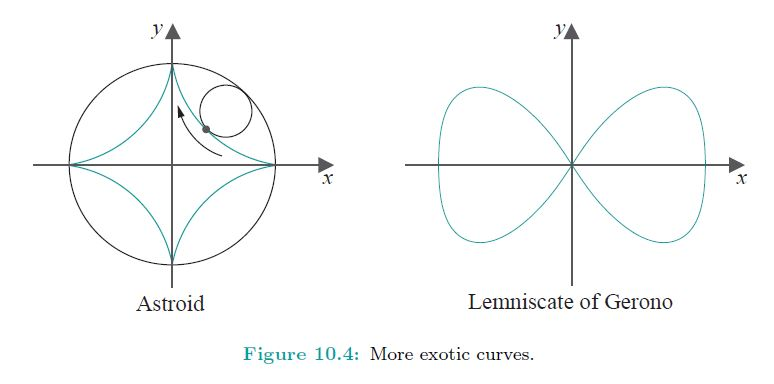 y
x
Astroid
y
x
Lemniscate of Gerono
Figure 10.4: More exotic curves.